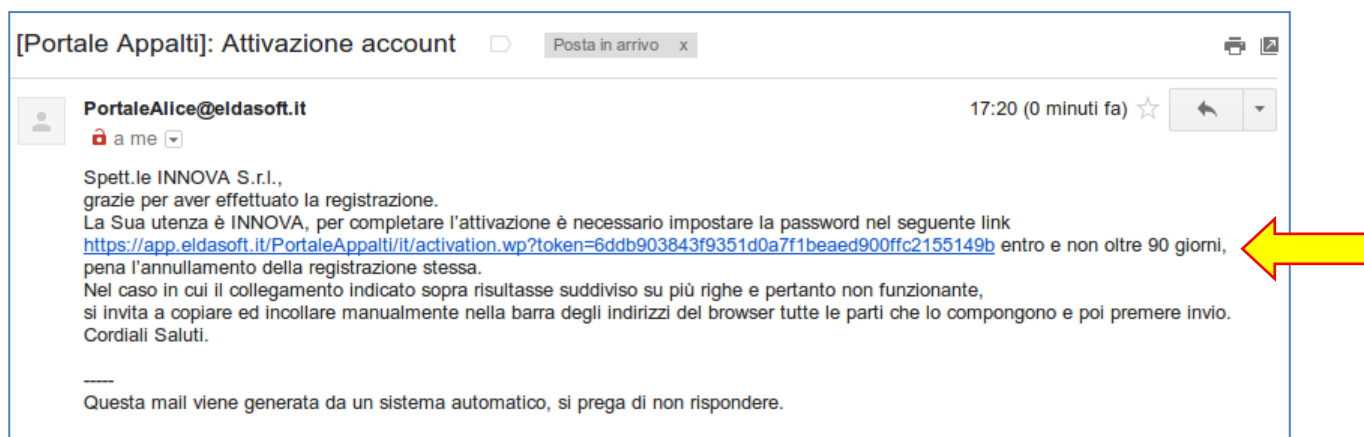 [Portale Appalti]: Attivazione account Posta in arrivo x
PortaleAlice@eldasoft.it 17:20 (0 minuti fa)
a me
Spett.le INNOVA S.r.l.,
grazie per aver effettuato la registrazione.
La Sua utenza è INNOVA, per completare l'attivazione è necessario impostare la password nel seguente link
https://app.eldasoft.it/PortaleAppalti/it/activation.wp?token=6ddb903843f9351d0a7f1beaed900ffc2155149b entro e non oltre 90 giorni,
pena l'annullamento della registrazione stessa.
Nel caso in cui il collegamento indicato sopra risultasse suddiviso su più righe e pertanto non funzionante,
si invita a copiare ed incollare manualmente nella barra degli indirizzi del browser tutte le parti che lo compongono e poi premere invio.
Cordiali Saluti.
-----
Questa mail viene generata da un sistema automatico, si prega di non rispondere.